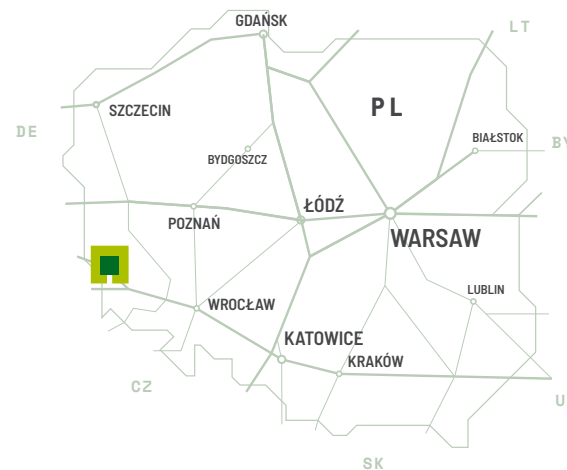 GDAŃSK
LT
PL
SZCZECIN
DE
BIAŁSTOK
BY
BYDGOSZCZ
ŁÓDŹ
POZNAŃ
WARSAW
LUBLIN
WROCŁAW
KATOWICE
KRAKÓW
CZ
U
SK